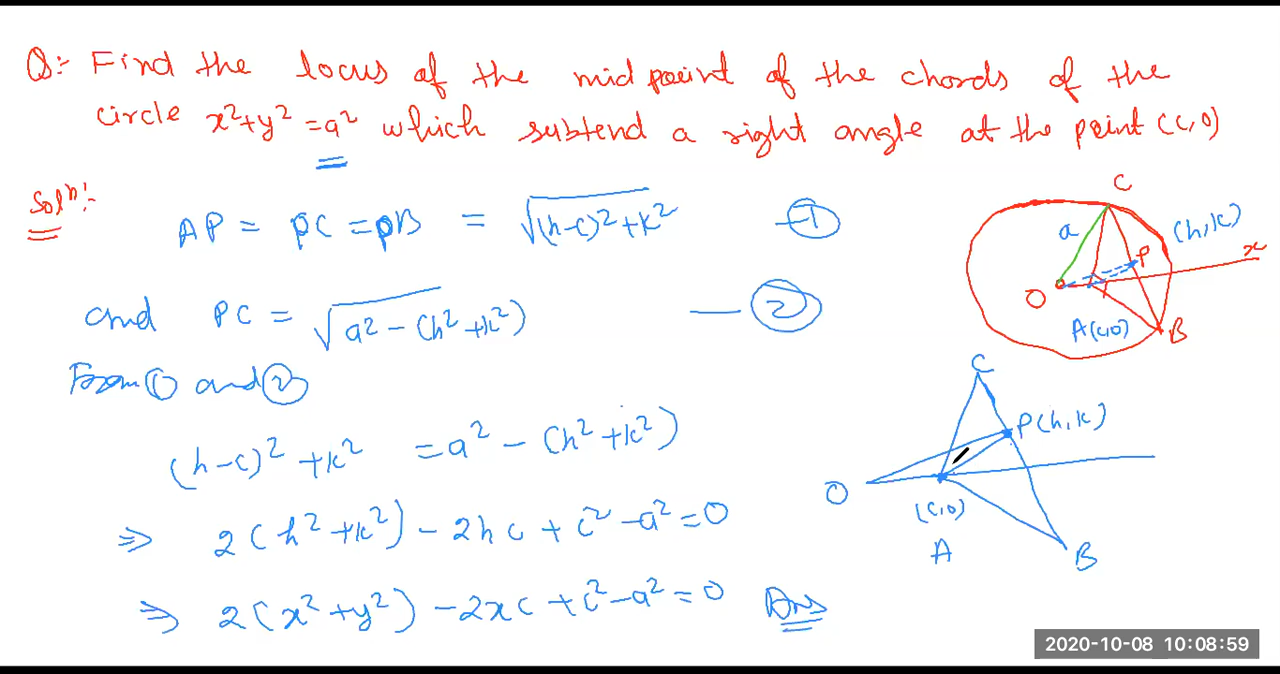 Q:- Find the locus of the mid point of the chords of the
circle x²+y²=a² which subtend a right angle at the point (c,0)
Solⁿ:-
AP = PC = PB = √(h-c)²+k² —①
and PC = √a²-(h²+k²) —②
From ① and ②
(h-c)²+k² = a²-(h²+k²)
⇒ 2(h²+k²)-2hc+c²-a²=0
⇒ 2(x²+y²)-2xc+c²-a²=0 Ans
C
a
(h,k)
P
x
O
A(c,0)
B
C
P(h,k)
O
(c,0)
A
B
2020-10-08 10:08:59